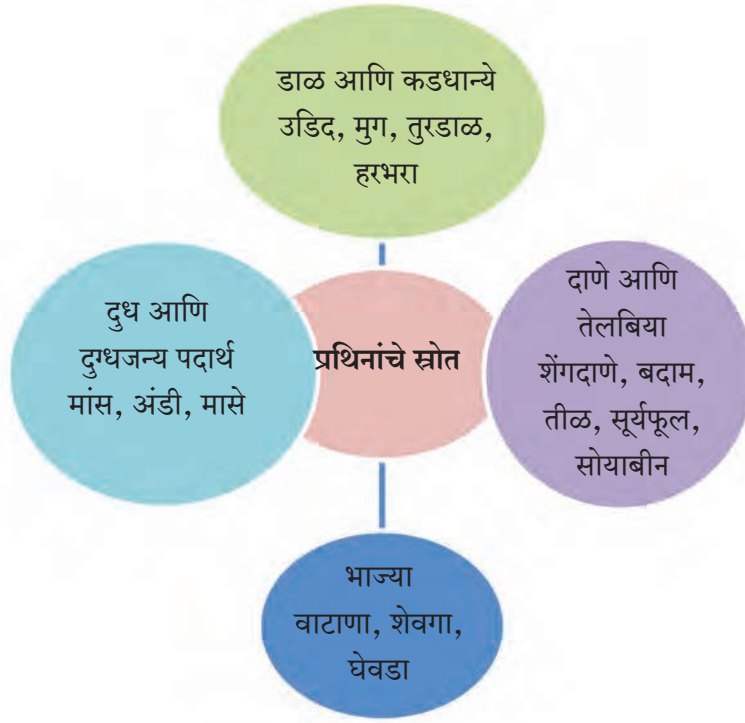 डाळ आणि कडधान्ये
उडिद, मुग, तुरडाळ,
हरभरा
दुध आणि
दुग्धजन्य पदार्थ
मांस, अंडी, मासे
प्रथिनांचे स्रोत
दाणे आणि
तेलबिया
शेंगदाणे, बदाम,
तीळ, सूर्यफूल,
सोयाबीन
भाज्या
वाटाणा, शेवगा,
घेवडा